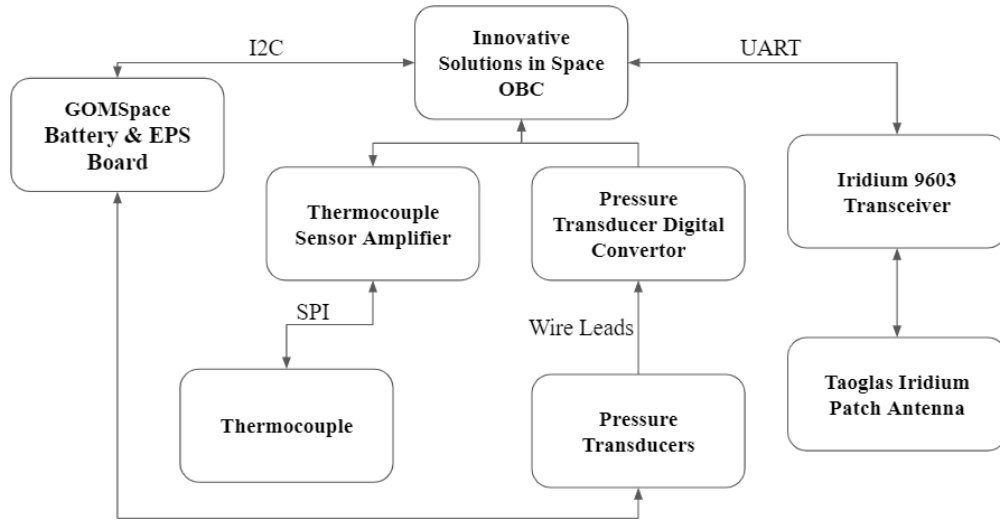 I2C
Innovative
Solutions in Space
OBC
UART
GOMSpace
Battery & EPS
Board
Thermocouple
Sensor Amplifier
Pressure
Transducer Digital
Convertor
Iridium 9603
Transceiver
SPI
Wire Leads
Thermocouple
Pressure
Transducers
Taoglas Iridium
Patch Antenna